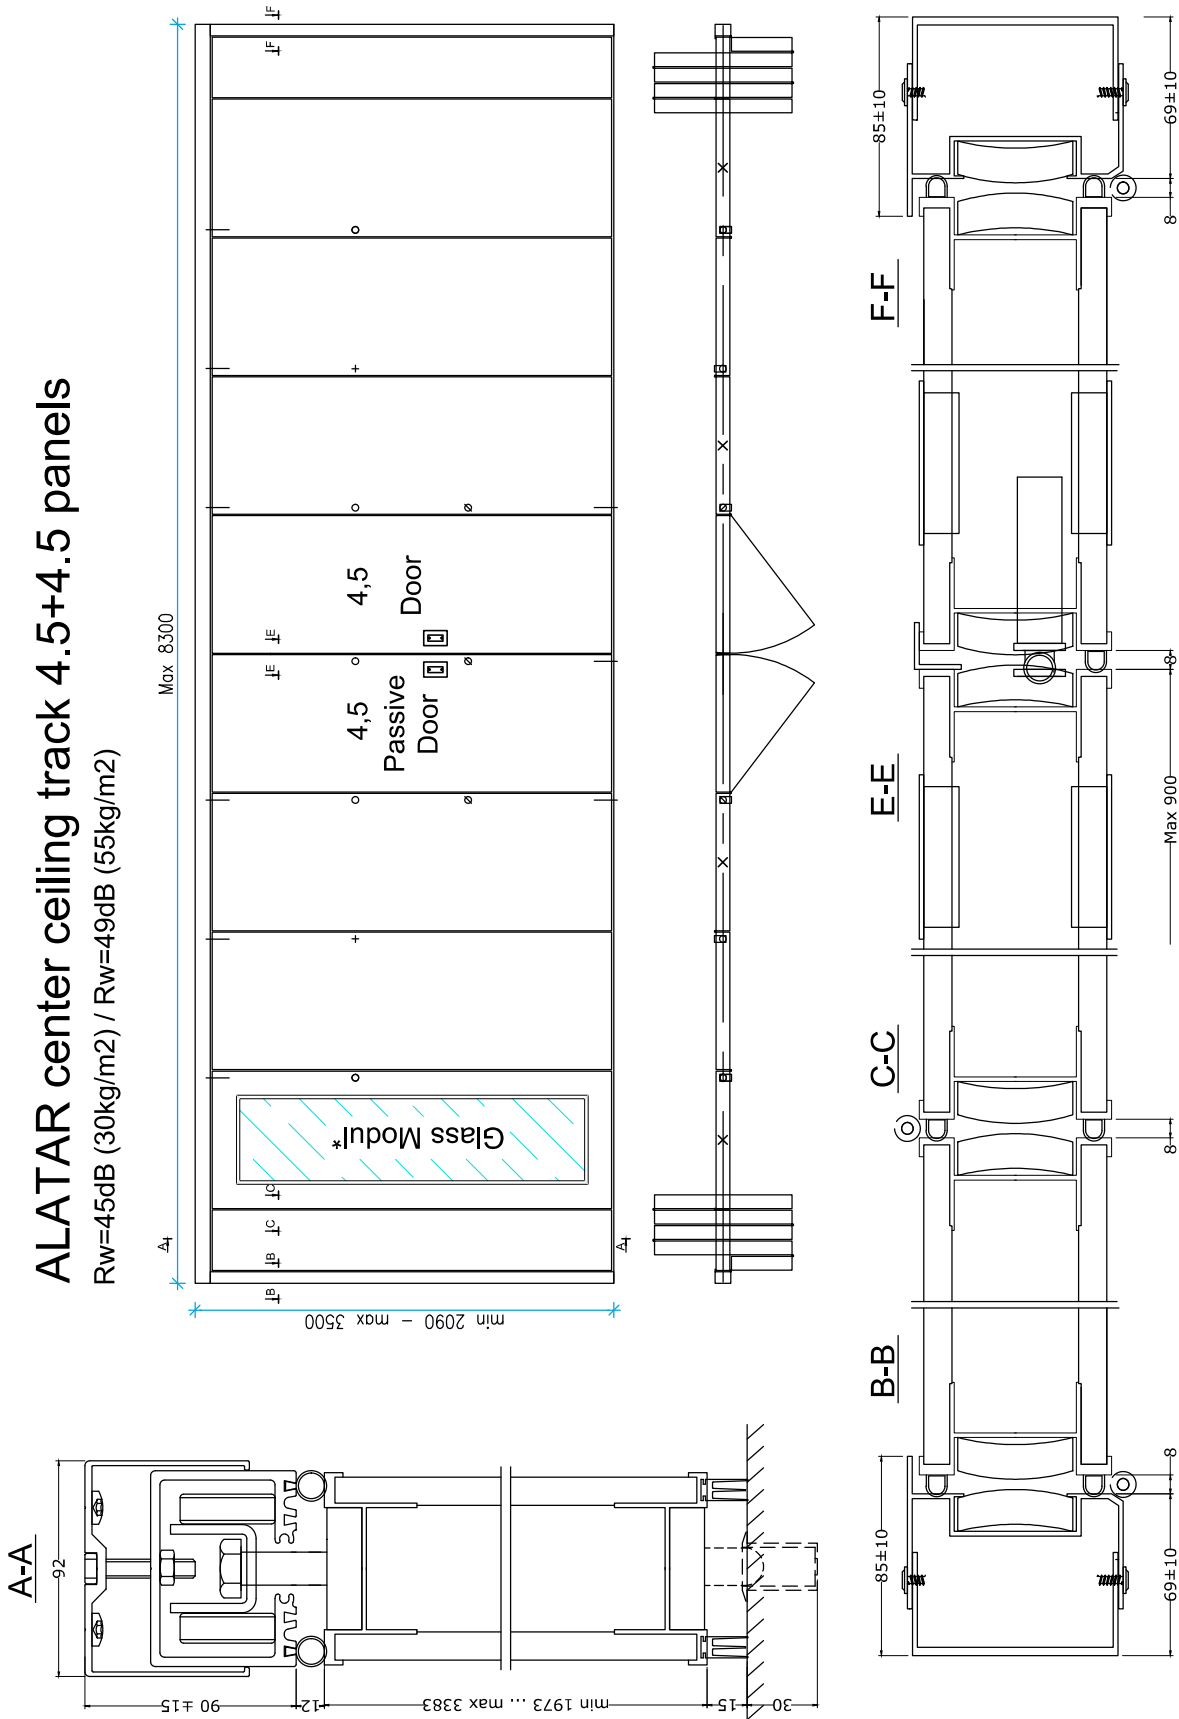 ALATAR center ceiling track 4.5+4.5 panels
Rw=45dB (30kg/m2) / Rw=49dB (55kg/m2)
Max 8300
min 2090 - max 3500
A
A
B
B
C
C
E
E
F
F
Glass Modul*
4,5
Passive
Door
4,5
Door
A-A
92
90 ±15
12
min 1973 ... max 3383
15
30
B-B
C-C
E-E
F-F
85±10
69±10
8
8
Max 900
8
8
85±10
69±10